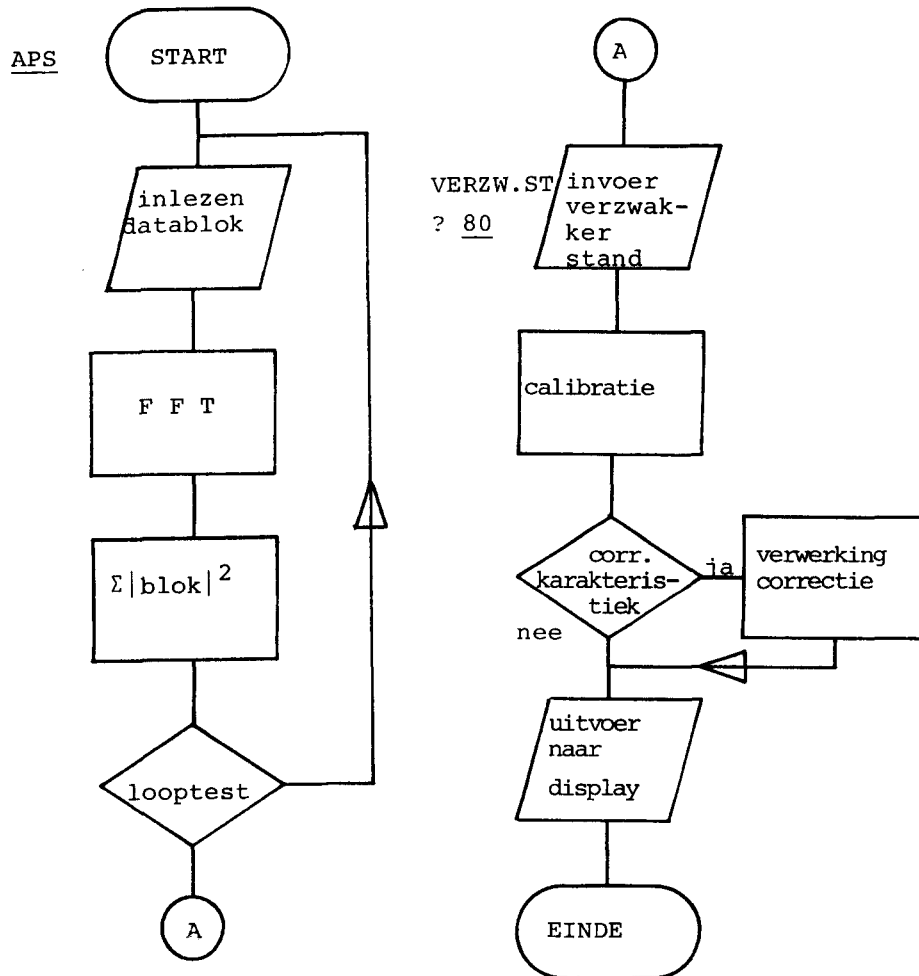 APS
START
inlezen
datablok
F F T
Σ|blok|²
looptest
A
A
VERZW.ST
? 80
invoer
verzwak-
ker
stand
calibratie
corr.
karakteris-
tiek
ja
nee
verwerking
correctie
uitvoer
naar
display
EINDE